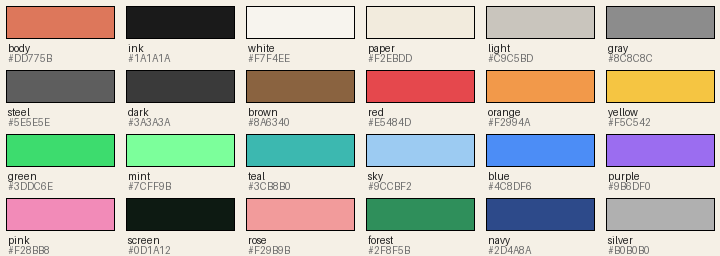 body ink white paper light gray
#DD775B #1A1A1A #F7F4EE #F2EBDD #C9C5BD #8C8C8C
steel dark brown red orange yellow
#5E5E5E #3A3A3A #8A6340 #E5484D #F2994A #F5C542
green mint teal sky blue purple
#3DDC6E #7CFF9B #3CB8B0 #9CCBF2 #4C8DF6 #9B6DF0
pink screen rose forest navy silver
#F28BB8 #0D1A12 #F29B9B #2F8F5B #2D4A8A #B0B0B0